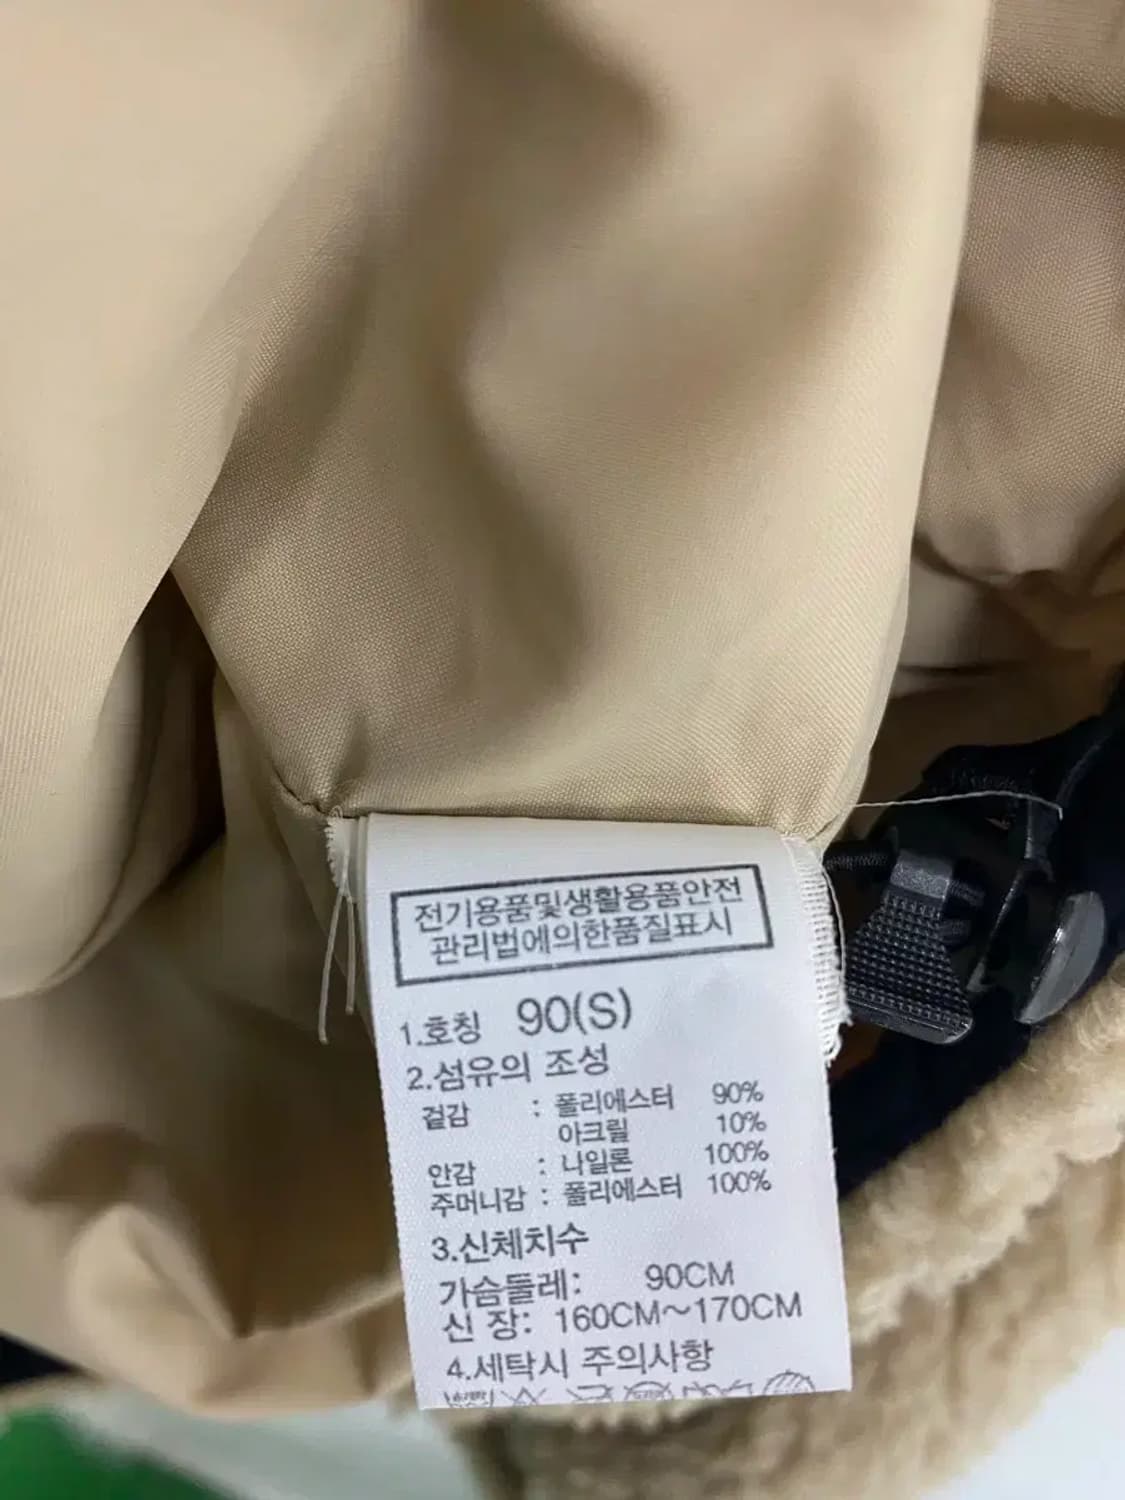 전기용품및생활용품안전
관리법에의한품질표시
1.호칭 90(S)
2.섬유의 조성
겉감 : 폴리에스터 90%
아크릴 10%
안감 : 나일론 100%
주머니감 : 폴리에스터 100%
3.신체치수
가슴둘레: 90CM
신 장: 160CM~170CM
4.세탁시 주의사항